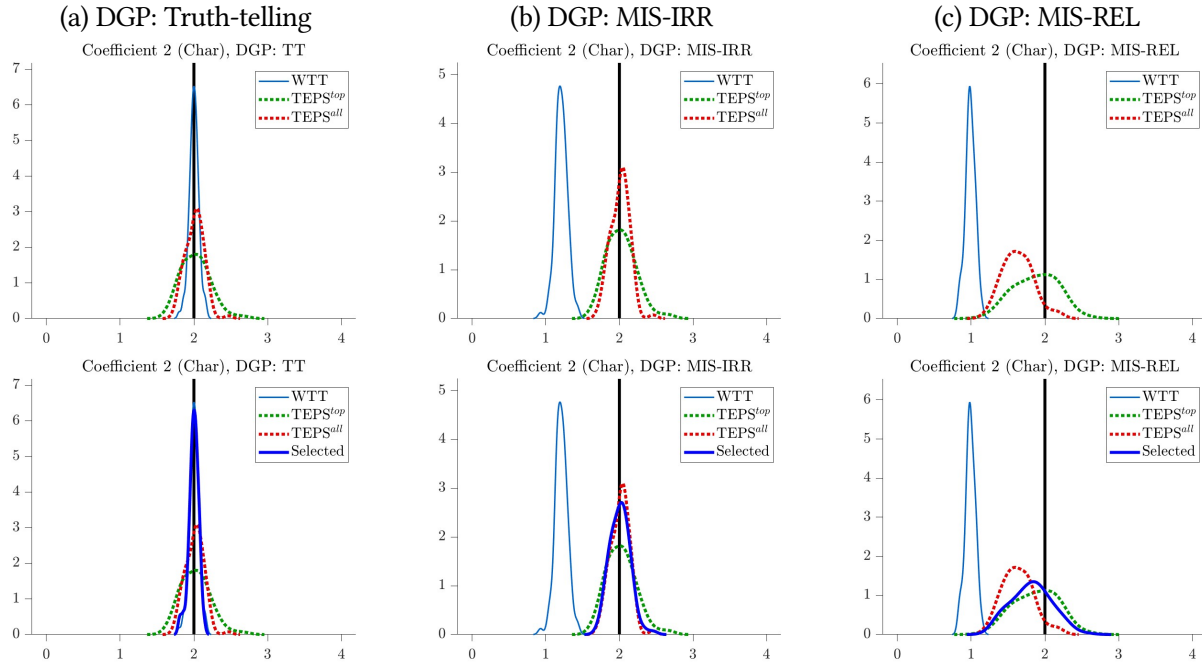 (a) DGP: Truth-telling
(b) DGP: MIS-IRR
(c) DGP: MIS-REL
Coefficient 2 (Char), DGP: TT
7
6
5
4
3
2
1
0
0
1
2
3
4
WTT
TEPS^top
TEPS^all
Coefficient 2 (Char), DGP: MIS-IRR
5
4
3
2
1
0
0
1
2
3
4
WTT
TEPS^top
TEPS^all
Coefficient 2 (Char), DGP: MIS-REL
6
5
4
3
2
1
0
0
1
2
3
4
WTT
TEPS^top
TEPS^all
Coefficient 2 (Char), DGP: TT
7
6
5
4
3
2
1
0
0
1
2
3
4
WTT
TEPS^top
TEPS^all
Selected
Coefficient 2 (Char), DGP: MIS-IRR
5
4
3
2
1
0
0
1
2
3
4
WTT
TEPS^top
TEPS^all
Selected
Coefficient 2 (Char), DGP: MIS-REL
6
5
4
3
2
1
0
0
1
2
3
4
WTT
TEPS^top
TEPS^all
Selected